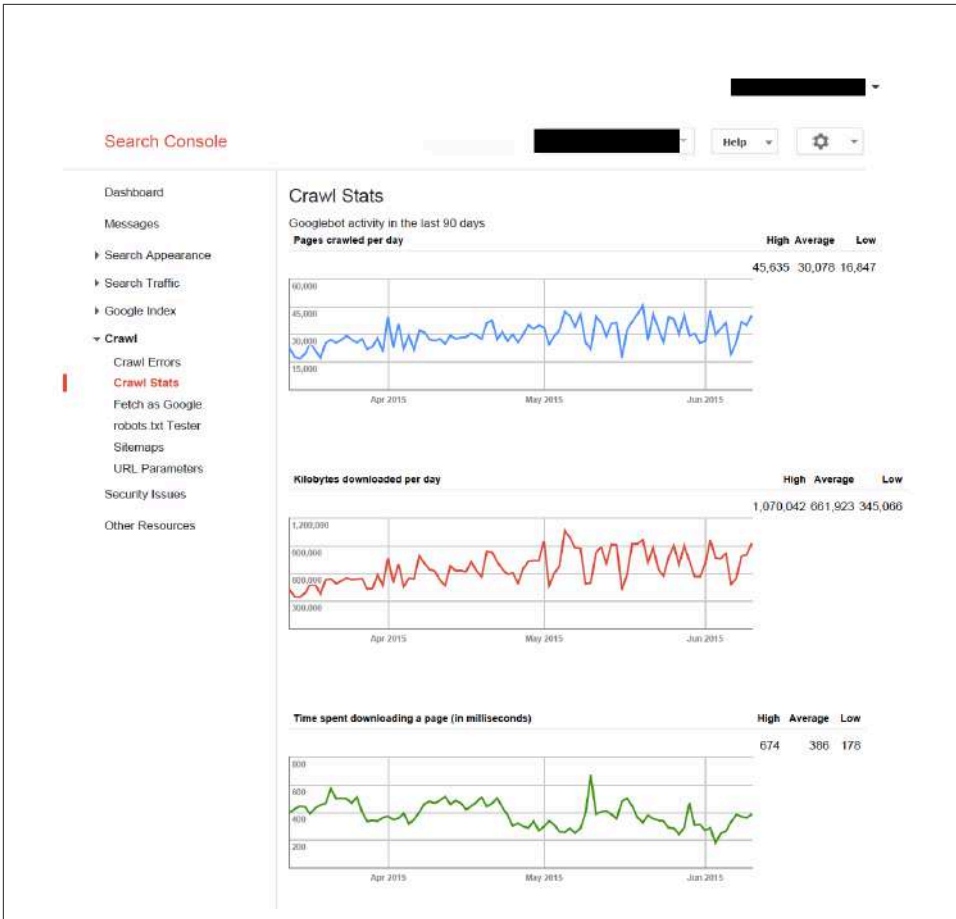 Search Console
Help
Dashboard
Messages
Search Appearance
Search Traffic
Google Index
Crawl
Crawl Errors
Crawl Stats
Fetch as Google
robots.txt Tester
Sitemaps
URL Parameters
Security Issues
Other Resources
Crawl Stats
Googlebot activity in the last 90 days
Pages crawled per day High Average Low
45,635 30,078 16,847
60,000
45,000
30,000
15,000
Apr 2015 May 2015 Jun 2015
Kilobytes downloaded per day High Average Low
1,070,042 661,923 345,066
1,200,000
900,000
600,000
300,000
Apr 2015 May 2015 Jun 2015
Time spent downloading a page (in milliseconds) High Average Low
674 386 178
800
600
400
200
Apr 2015 May 2015 Jun 2015